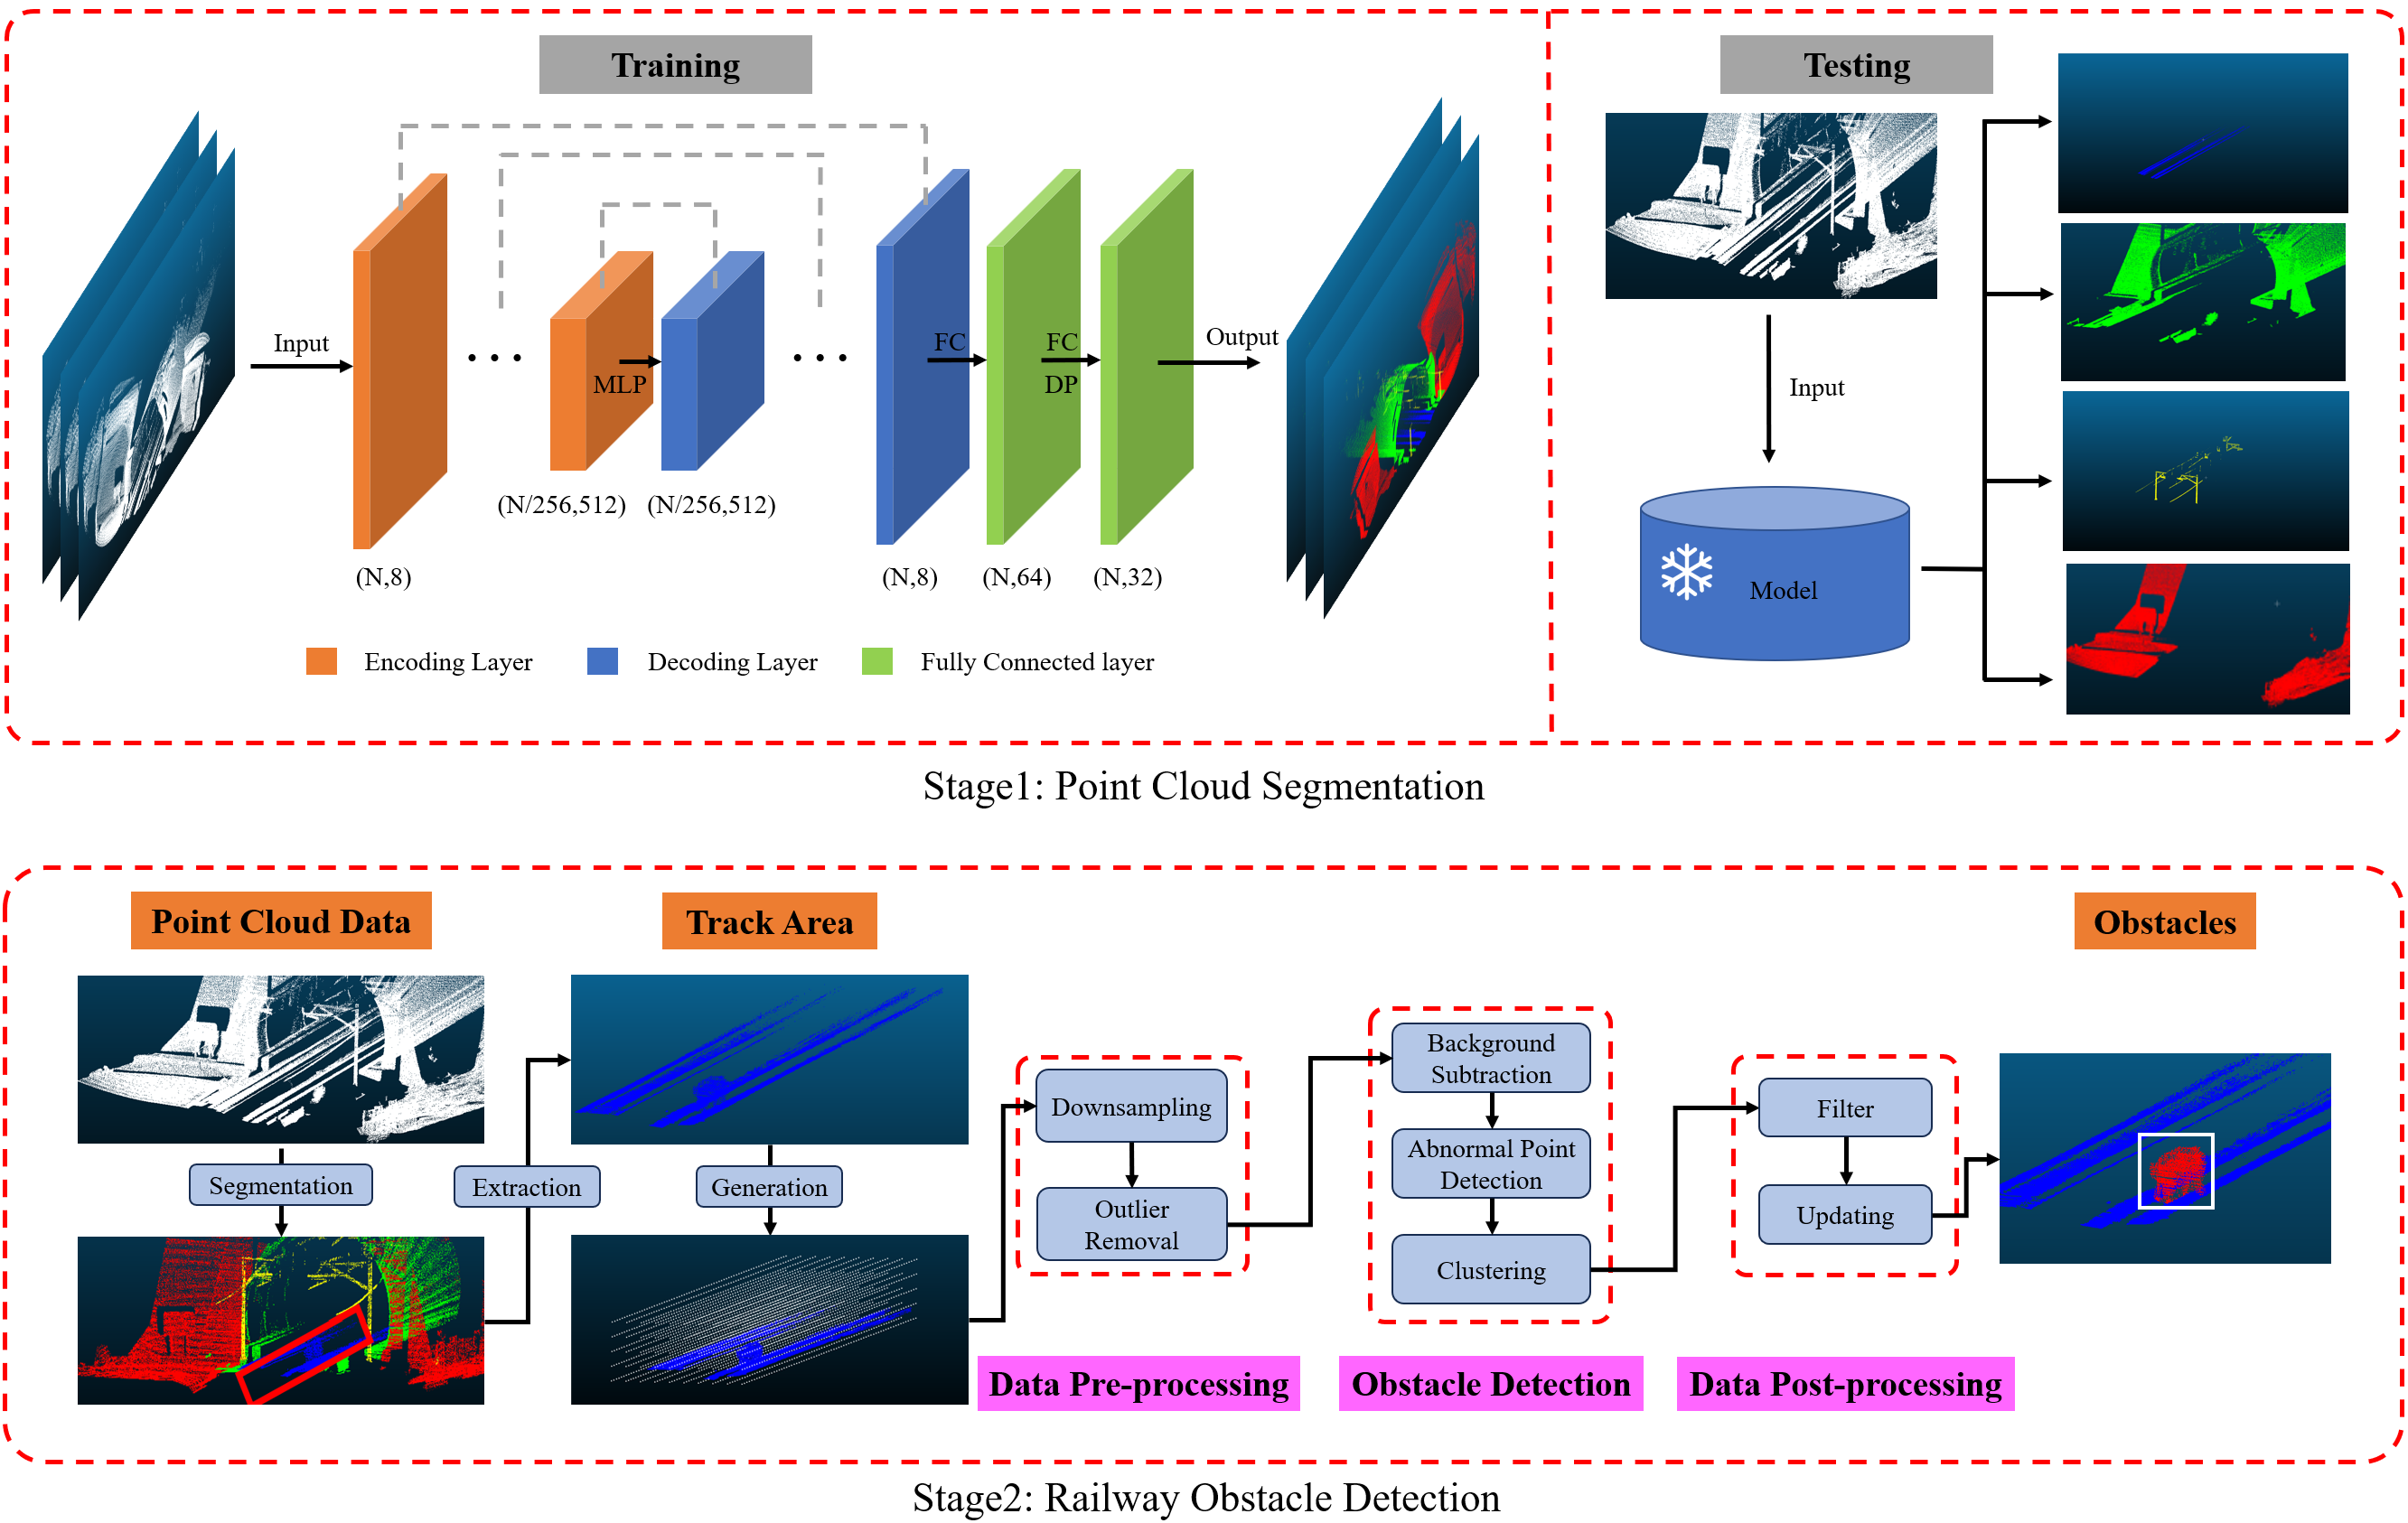 Training
Testing
Input
MLP
FC
FC
DP
Output
(N/256,512)
(N/256,512)
(N,8)
(N,8)
(N,64)
(N,32)
Encoding Layer
Decoding Layer
Fully Connected layer
Input
Model
Stage1: Point Cloud Segmentation
Point Cloud Data
Track Area
Obstacles
Segmentation
Extraction
Generation
Downsampling
Outlier
Removal
Background
Subtraction
Abnormal Point
Detection
Clustering
Filter
Updating
Data Pre-processing
Obstacle Detection
Data Post-processing
Stage2: Railway Obstacle Detection